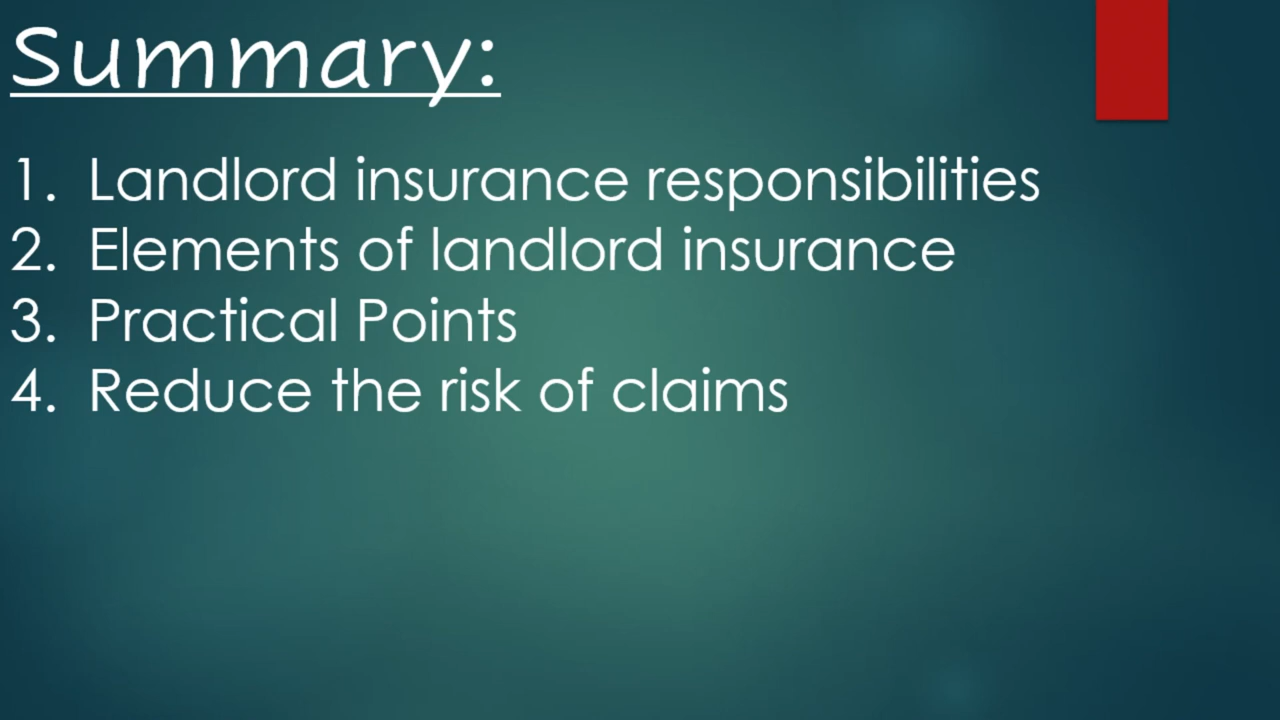 Summary:
1. Landlord insurance responsibilities
2. Elements of landlord insurance
3. Practical Points
4. Reduce the risk of claims